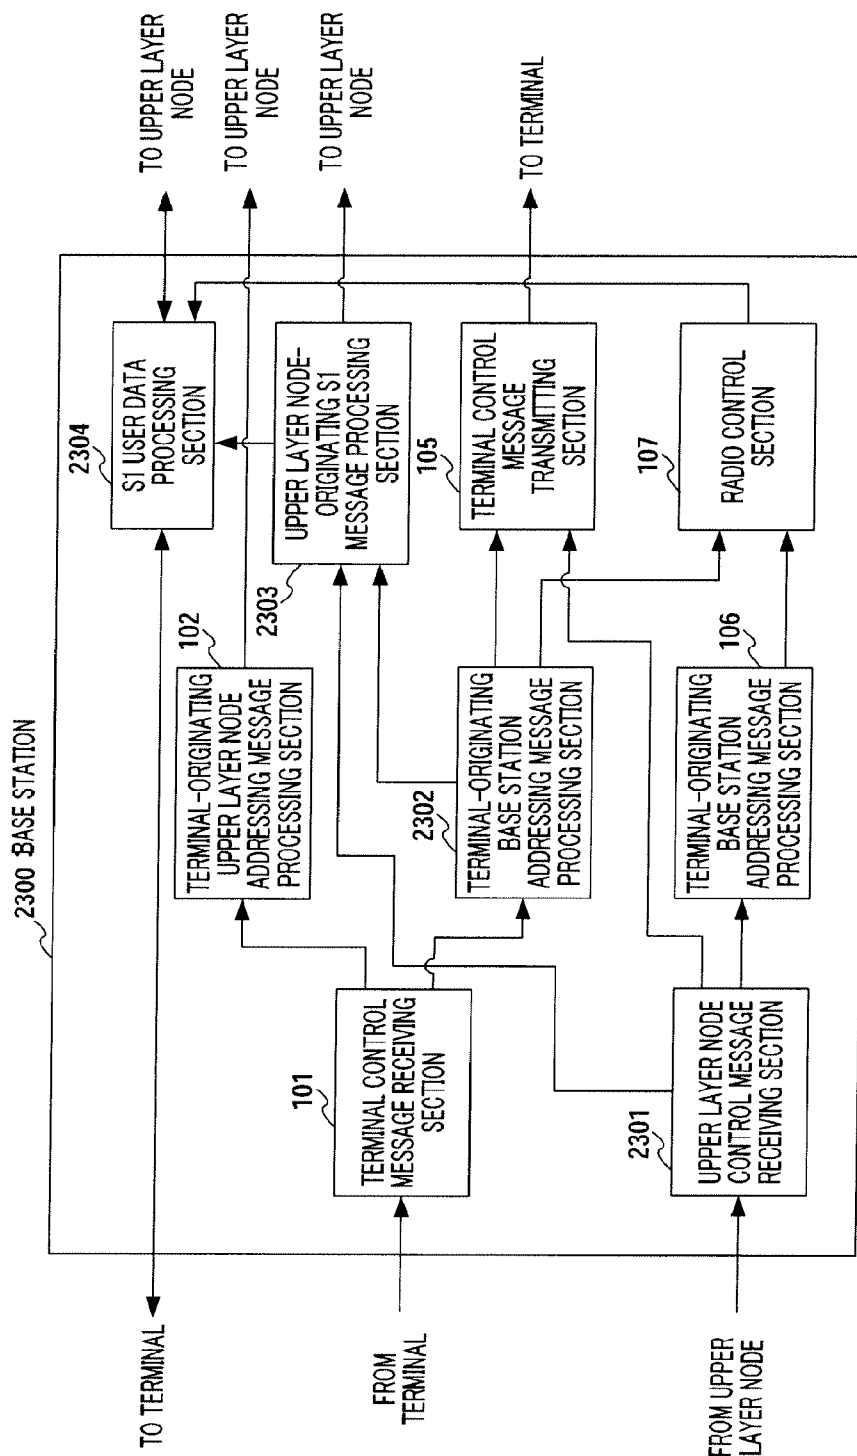 2300 BASE STATION
TO TERMINAL
FROM
TERMINAL
FROM UPPER
LAYER NODE
101
TERMINAL CONTROL
MESSAGE RECEIVING
SECTION
2301
UPPER LAYER NODE
CONTROL MESSAGE
RECEIVING SECTION
102
TERMINAL-ORIGINATING
UPPER LAYER NODE
ADDRESSING MESSAGE
PROCESSING SECTION
2302
TERMINAL-ORIGINATING
BASE STATION
ADDRESSING MESSAGE
PROCESSING SECTION
106
TERMINAL-ORIGINATING
BASE STATION
ADDRESSING MESSAGE
PROCESSING SECTION
2304
S1 USER DATA
PROCESSING
SECTION
2303
UPPER LAYER NODE-
ORIGINATING S1
MESSAGE PROCESSING
SECTION
105
TERMINAL CONTROL
MESSAGE
TRANSMITTING
SECTION
107
RADIO CONTROL
SECTION
TO UPPER LAYER
NODE
TO UPPER LAYER
NODE
TO UPPER LAYER
NODE
TO TERMINAL